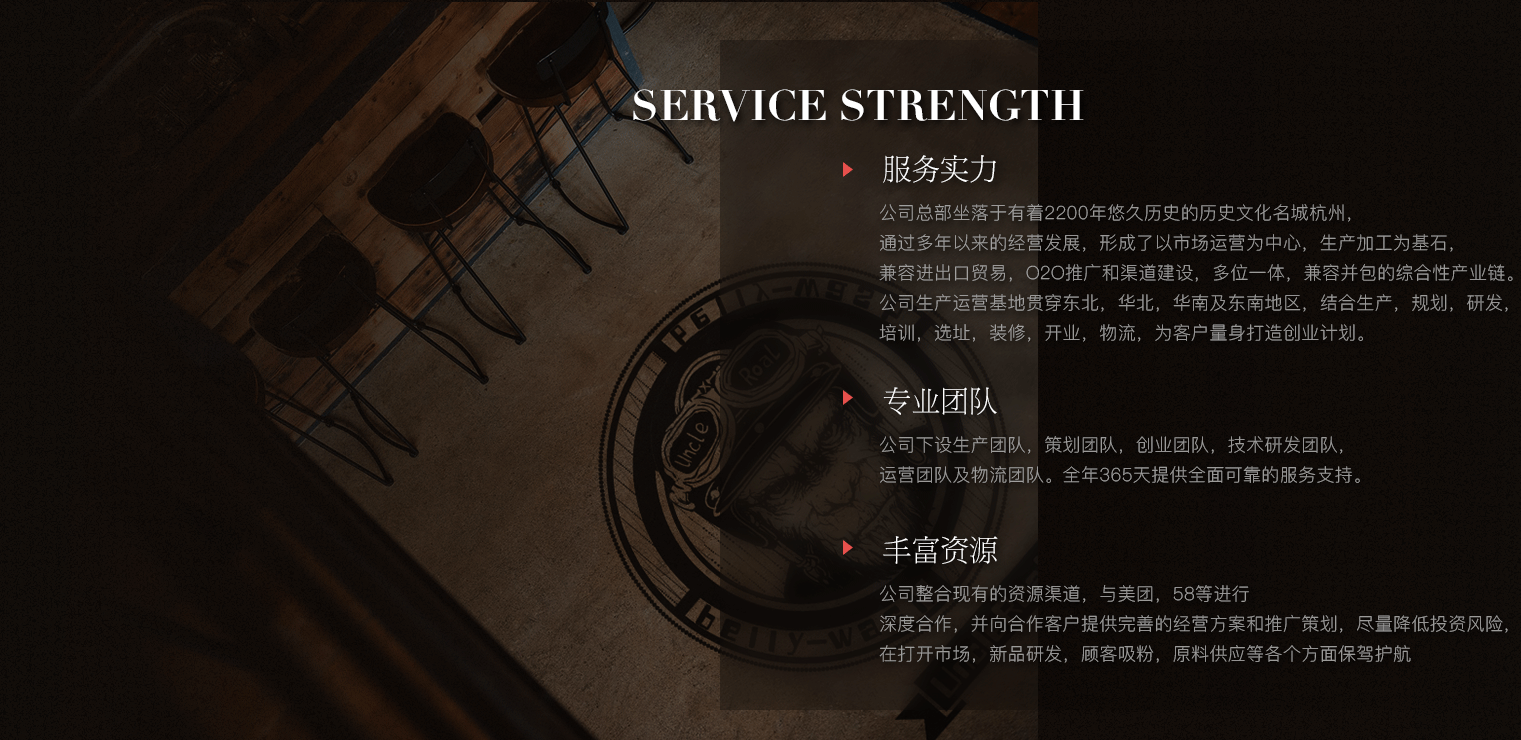 SERVICE STRENGTH
服务实力
公司总部坐落于有着2200年悠久历史的历史文化名城杭州，
通过多年以来的经营发展，形成了以市场运营为中心，生产加工为基石，
兼容进出口贸易，O2O推广和渠道建设，多位一体，兼容并包的综合性产业链。
公司生产运营基地贯穿东北，华北，华南及东南地区，结合生产，规划，研发，
培训，选址，装修，开业，物流，为客户量身打造创业计划。
专业团队
公司下设生产团队，策划团队，创业团队，技术研发团队，
运营团队及物流团队。全年365天提供全面可靠的服务支持。
丰富资源
公司整合现有的资源渠道，与美团，58等进行
深度合作，并向合作客户提供完善的经营方案和推广策划，尽量降低投资风险，
在打开市场，新品研发，顾客吸粉，原料供应等各个方面保驾护航
Uncle
Rool